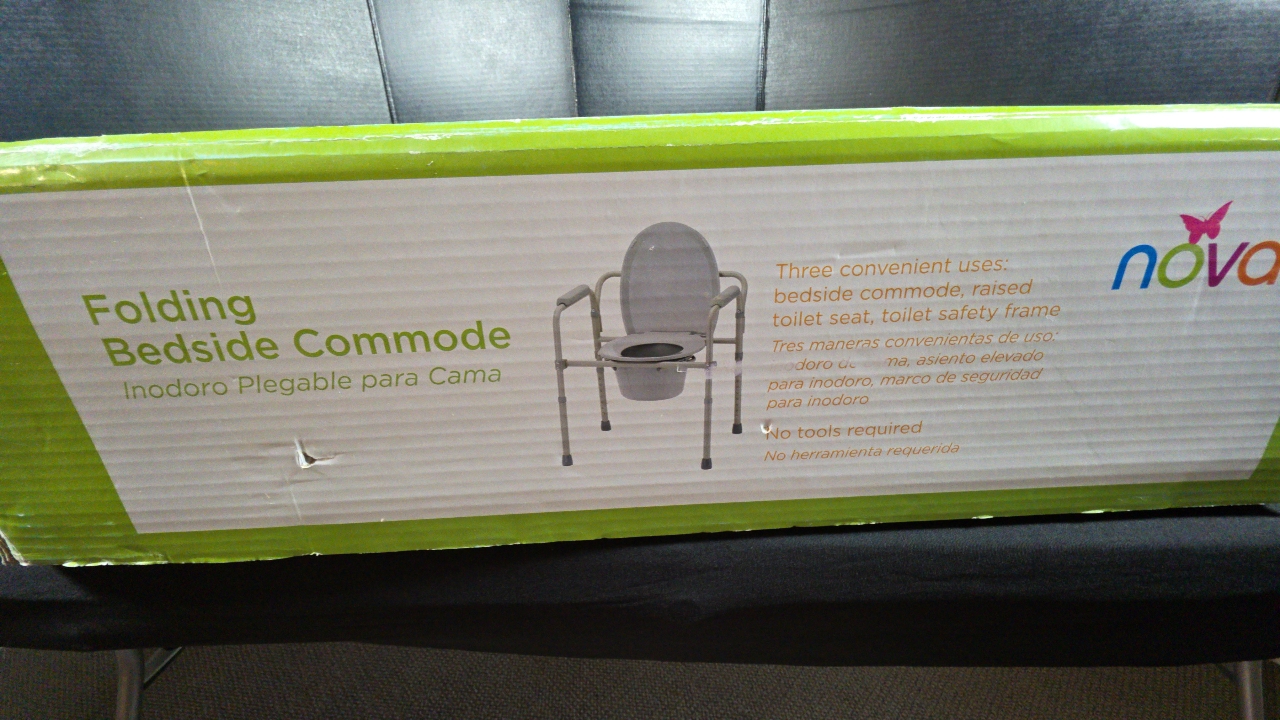 Folding
Bedside Commode
Inodoro Plegable para Cama
Three convenient uses:
bedside commode, raised
toilet seat, toilet safety frame
Tres maneras convenientas de uso:
asiento elevado
para inodoro, marco de seguridad
para inodoro
No tools required
No herramienta requerida
nova